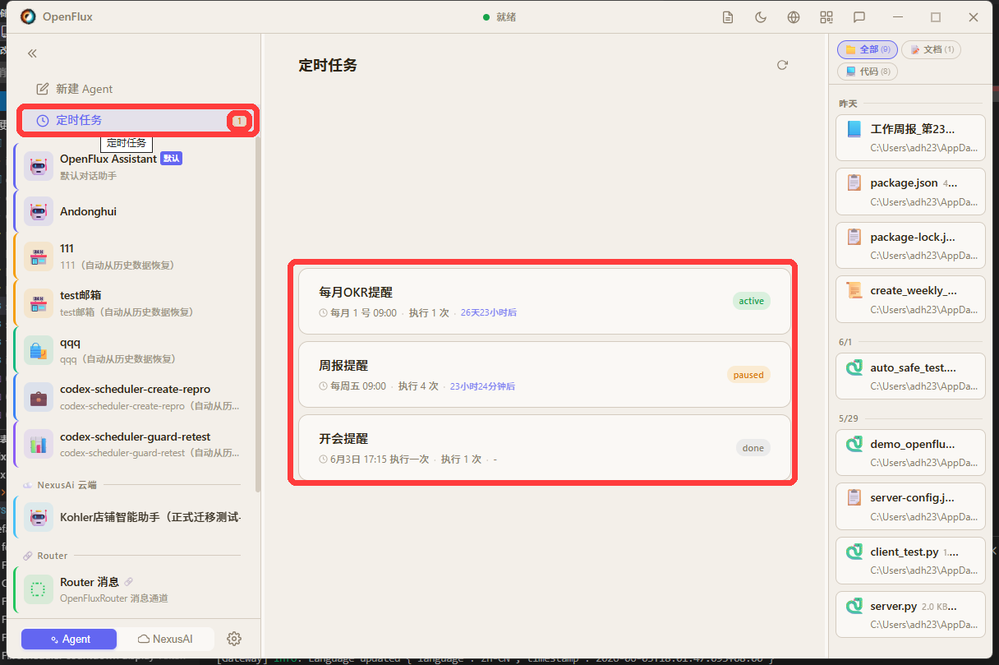 OpenFlux
就绪
新建 Agent
定时任务
1
定时任务
OpenFlux Assistant 默认
默认对话助手
Andonghui
111
111（自动从历史数据恢复）
test邮箱
test邮箱（自动从历史数据恢复）
qqq
qqq（自动从历史数据恢复）
codex-scheduler-create-repro
codex-scheduler-create-repro（自动从历...
codex-scheduler-guard-retest
codex-scheduler-guard-retest（自动从历...
NexusAi 云端
Kohler店铺智能助手（正式迁移测试-
Router
Router 消息
OpenFluxRouter 消息通道
Agent
NexusAI
定时任务
每月OKR提醒
每月 1 号 09:00 · 执行 1 次 · 26天23小时后
active
周报提醒
每周五 09:00 · 执行 4 次 · 23小时24分钟后
paused
开会提醒
6月3日 17:15 执行一次 · 执行 1 次 · -
done
全部 (9)
文档 (1)
代码 (8)
昨天
工作周报_第23...
C:\Users\adh23\AppDa...
package.json 4....
C:\Users\adh23\AppDa...
package-lock.j...
C:\Users\adh23\AppDa...
create_weekly_...
C:\Users\adh23\AppDa...
6/1
auto_safe_test....
C:\Users\adh23\AppDa...
5/29
demo_openflu...
C:\Users\adh23\AppDa...
server-config.j...
C:\Users\adh23\AppDa...
client_test.py 1....
C:\Users\adh23\AppDa...
server.py 2.0 KB...
C:\Users\adh23\AppDa...